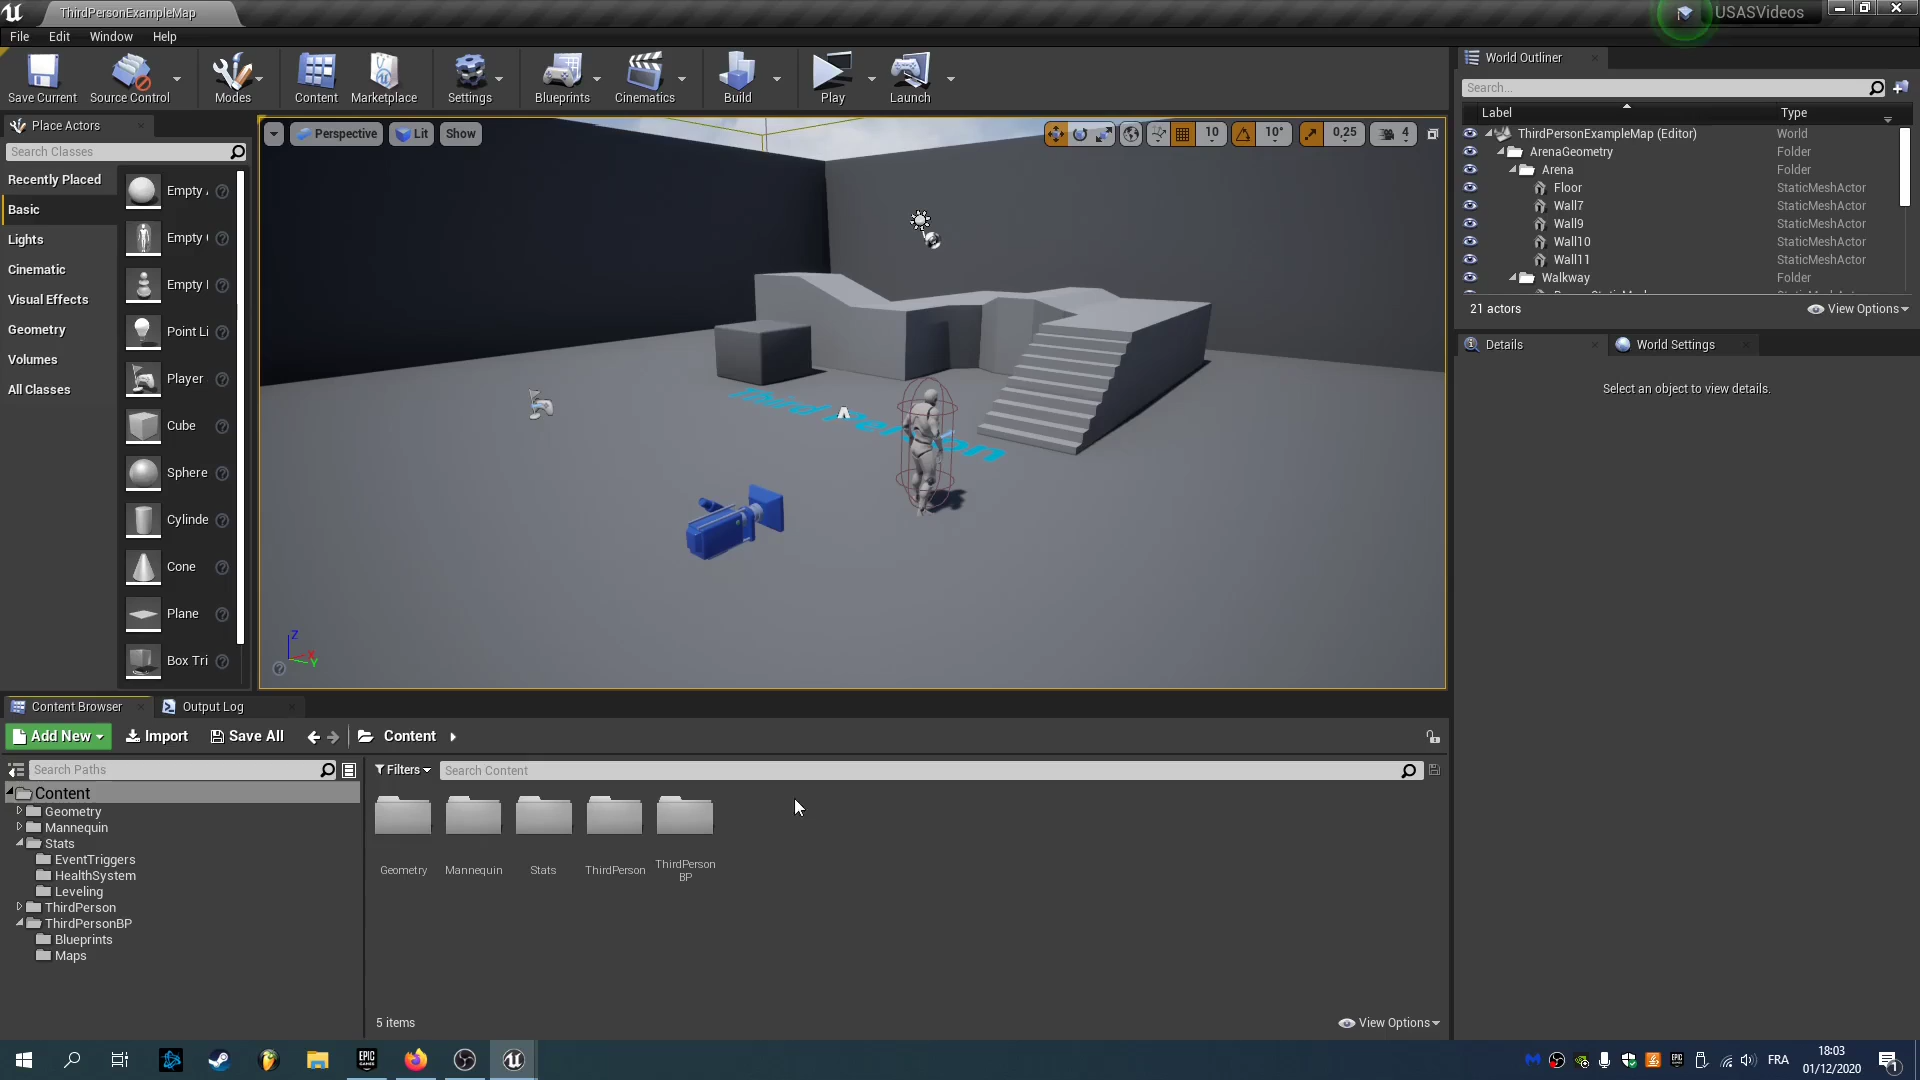 ThirdPersonExampleMap
USASVideos
File Edit Window Help
Save Current
Source Control
Modes
Content
Marketplace
Settings
Blueprints
Cinematics
Build
Play
Launch
Place Actors
Search Classes
Recently Placed
Basic
Lights
Cinematic
Visual Effects
Geometry
Volumes
All Classes
Empty
Empty
Empty
Point Li
Player
Cube
Sphere
Cylinde
Cone
Plane
Box Tri
Perspective
Lit
Show
10
10°
0,25
4
Third Person
Z
X
Y
World Outliner
Search...
Label Type
ThirdPersonExampleMap (Editor) World
ArenaGeometry Folder
Arena Folder
Floor StaticMeshActor
Wall7 StaticMeshActor
Wall9 StaticMeshActor
Wall10 StaticMeshActor
Wall11 StaticMeshActor
Walkway Folder
21 actors
View Options
Details
World Settings
Select an object to view details.
Content Browser
Output Log
Add New
Import
Save All
Content
Search Paths
Filters
Search Content
Content
Geometry
Mannequin
Stats
EventTriggers
HealthSystem
Leveling
ThirdPerson
ThirdPersonBP
Blueprints
Maps
Geometry
Mannequin
Stats
ThirdPerson
ThirdPerson
BP
5 items
View Options
EPIC
GAMES
FRA
18:03
01/12/2020
1